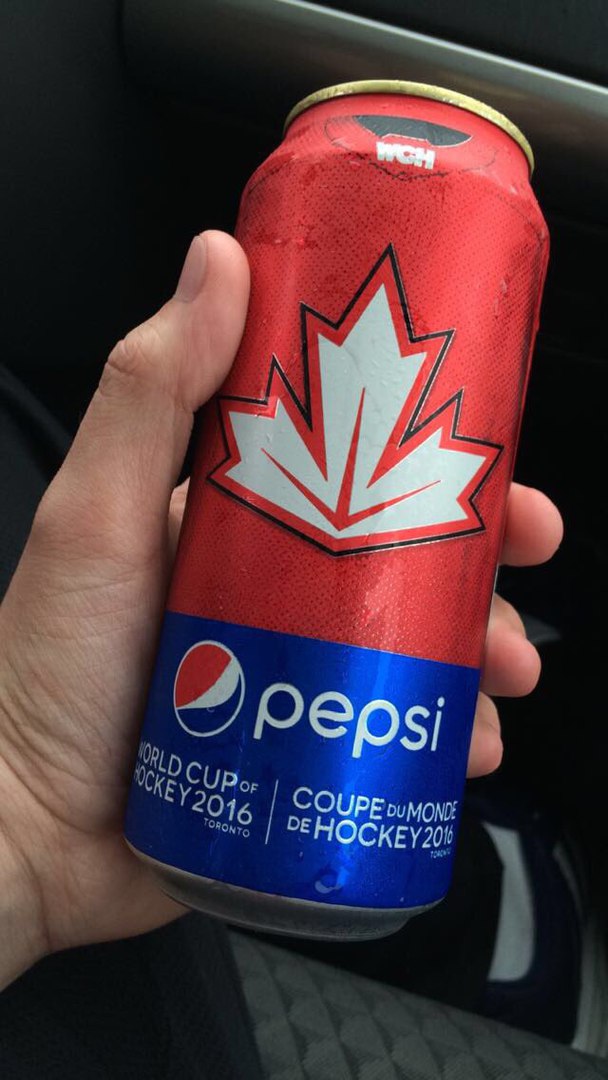 WCH
pepsi
WORLD CUP OF
HOCKEY 2016
TORONTO
COUPE DU MONDE
DE HOCKEY 2016
TORONTO